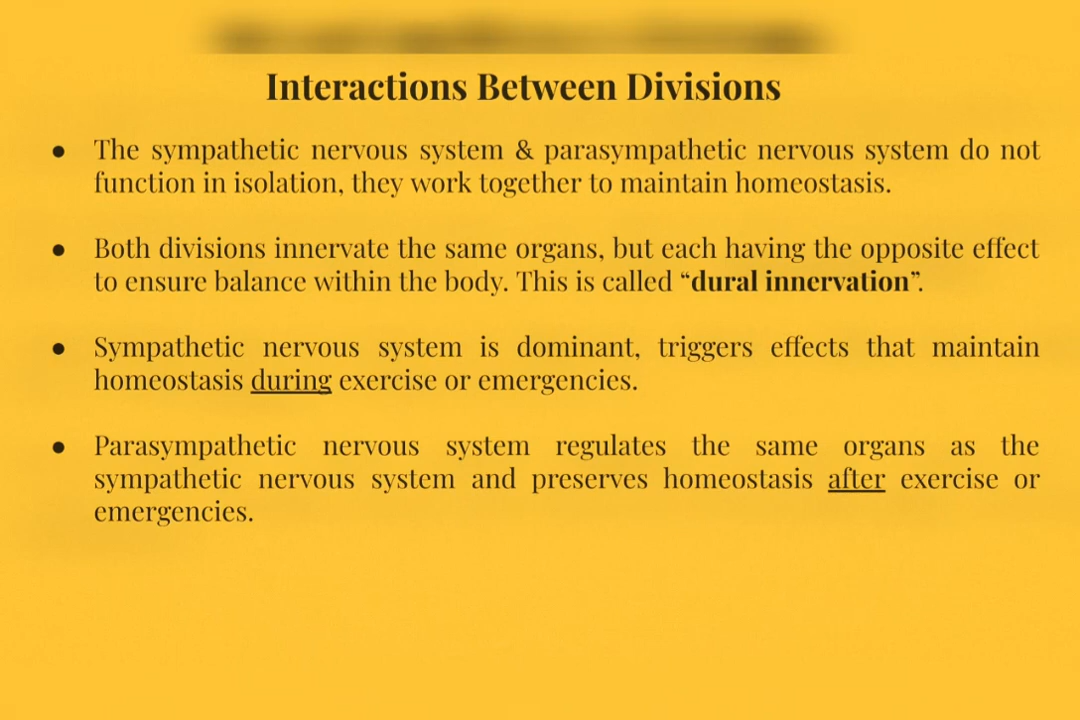 Interactions Between Divisions
● The sympathetic nervous system & parasympathetic nervous system do not
function in isolation, they work together to maintain homeostasis.
● Both divisions innervate the same organs, but each having the opposite effect
to ensure balance within the body. This is called “dural innervation”.
● Sympathetic nervous system is dominant, triggers effects that maintain
homeostasis during exercise or emergencies.
● Parasympathetic nervous system regulates the same organs as the
sympathetic nervous system and preserves homeostasis after exercise or
emergencies.